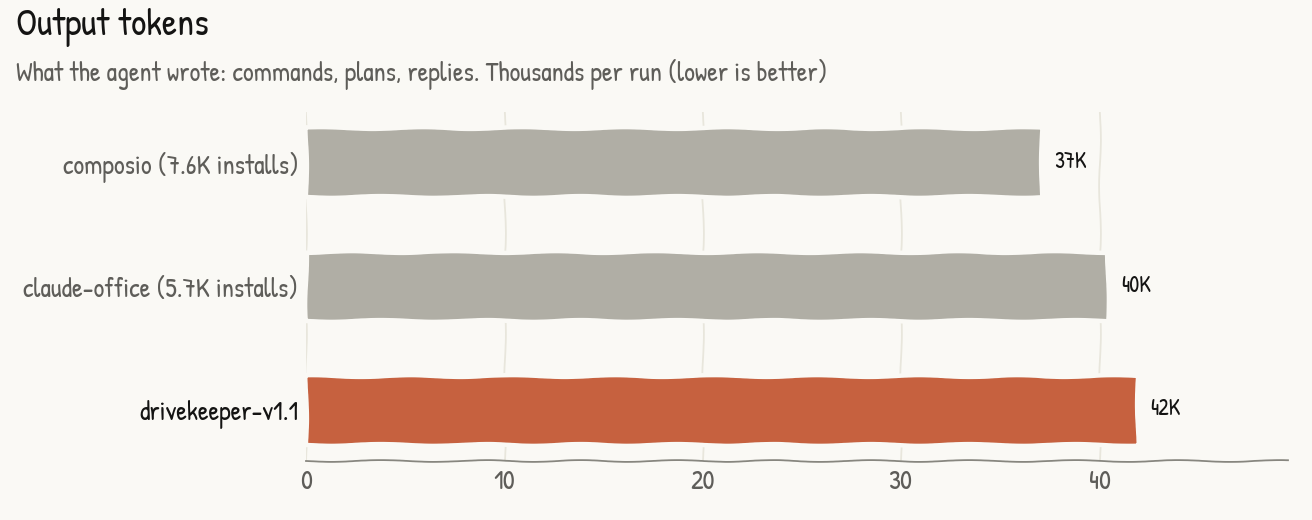 Output tokens
What the agent wrote: commands, plans, replies. Thousands per run (lower is better)
composio (7.6K installs)
37K
claude-office (5.7K installs)
40K
drivekeeper-v1.1
42K
0 10 20 30 40